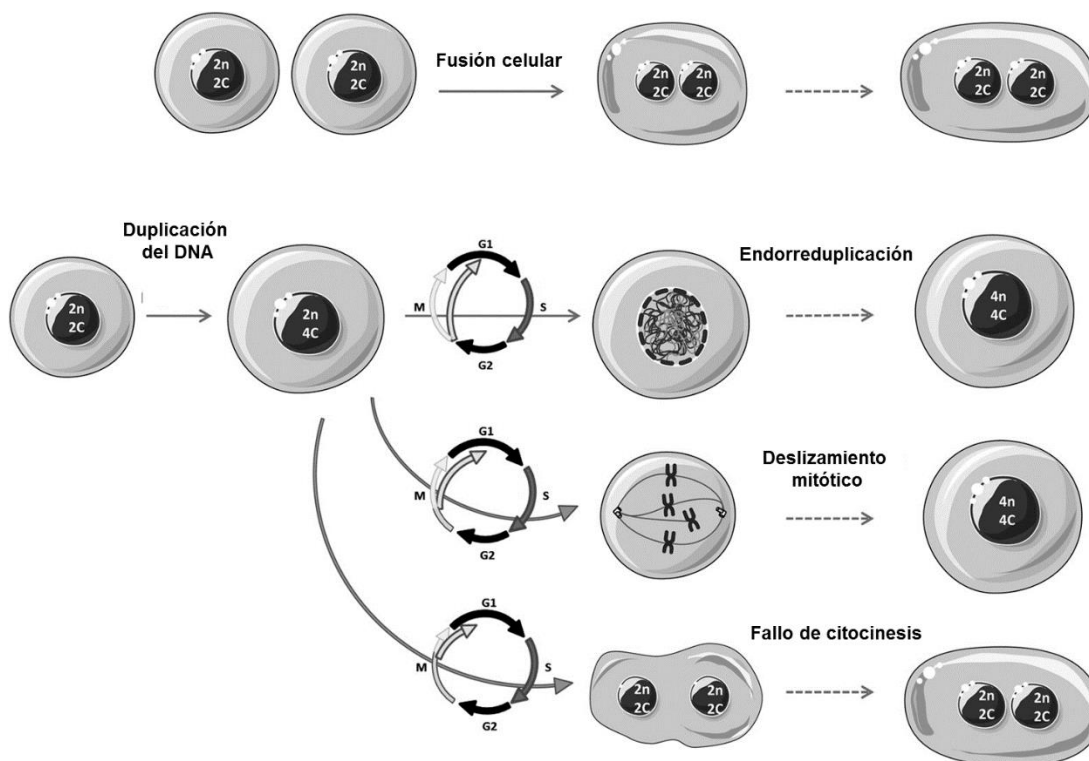 2n
2C
2n
2C
Fusión celular
2n
2C
2n
2C
2n
2C
2n
2C
Duplicación
del DNA
2n
2C
2n
4C
G1
M
S
G2
Endorreduplicación
4n
4C
G1
M
S
G2
Deslizamiento
mitótico
4n
4C
G1
M
S
G2
2n
2C
2n
2C
Fallo de citocinesis
2n
2C
2n
2C